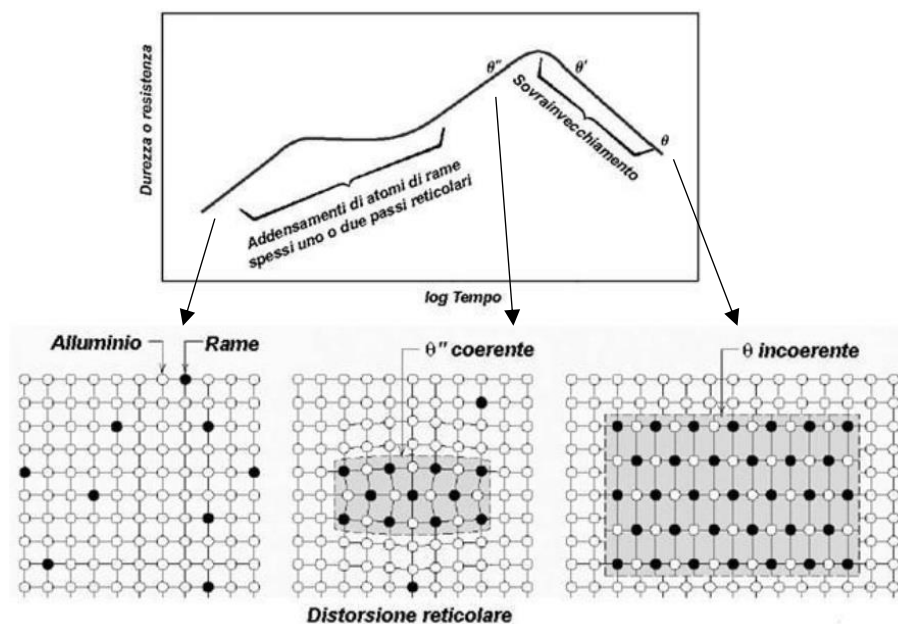 Durezza o resistenza
θ"
θ'
θ
Sovrainvecchiamento
Addensamenti di atomi di rame
spessi uno o due passi reticolari
log Tempo
Alluminio
Rame
θ" coerente
θ incoerente
Distorsione reticolare